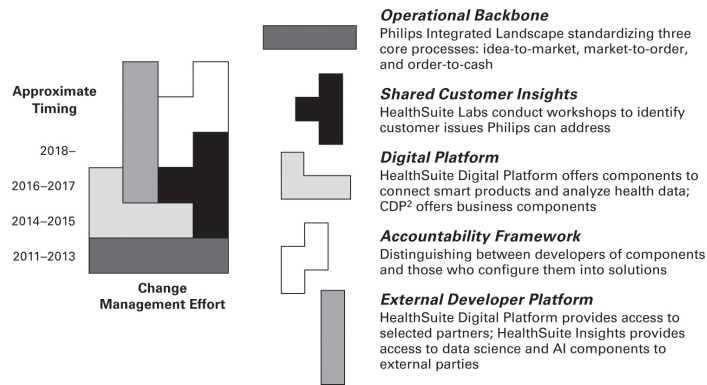 Approximate
Timing
2018–
2016–2017
2014–2015
2011–2013
Change
Management Effort
Operational Backbone
Philips Integrated Landscape standardizing three
core processes: idea-to-market, market-to-order,
and order-to-cash
Shared Customer Insights
HealthSuite Labs conduct workshops to identify
customer issues Philips can address
Digital Platform
HealthSuite Digital Platform offers components to
connect smart products and analyze health data;
CDP² offers business components
Accountability Framework
Distinguishing between developers of components
and those who configure them into solutions
External Developer Platform
HealthSuite Digital Platform provides access to
selected partners; HealthSuite Insights provides
access to data science and AI components to
external parties